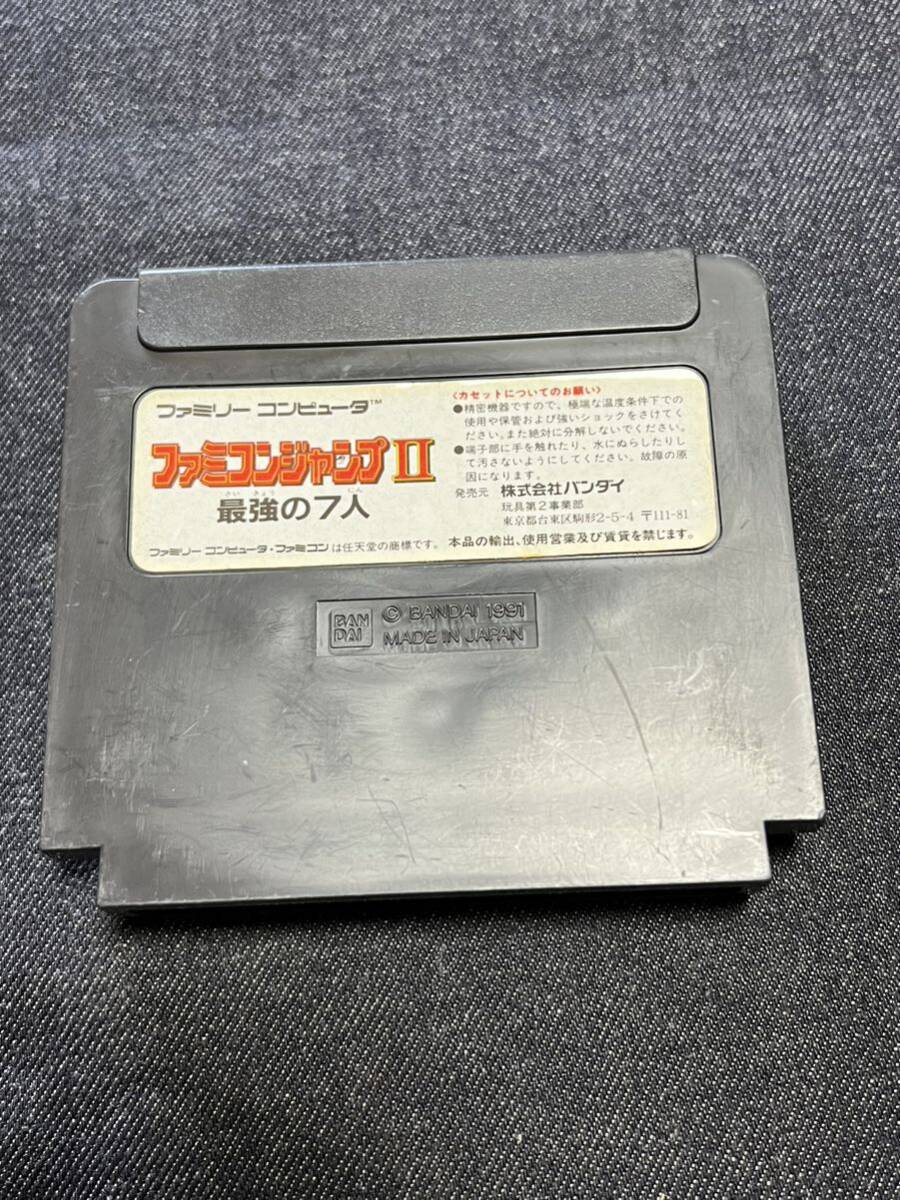 ファミリー コンピュータ™
ファミコンジャンプII
さいきょう にん
最強の7人
ファミリー コンピュータ・ファミコンは任天堂の商標です。
〈カセットについてのお願い〉
●精密機器ですので、極端な温度条件下での
使用や保管および強いショックをさけてく
ださい。また絶対に分解しないでください。
●端子部に手を触れたり、水にぬらしたりし
て汚さないようにしてください。故障の原
因になります。
発売元 株式会社バンダイ
玩具第2事業部
東京都台東区駒形2-5-4 〒111-81
本品の輸出、使用営業及び賃貸を禁じます。
BAN
DAI
© BANDAI 1991
MADE IN JAPAN